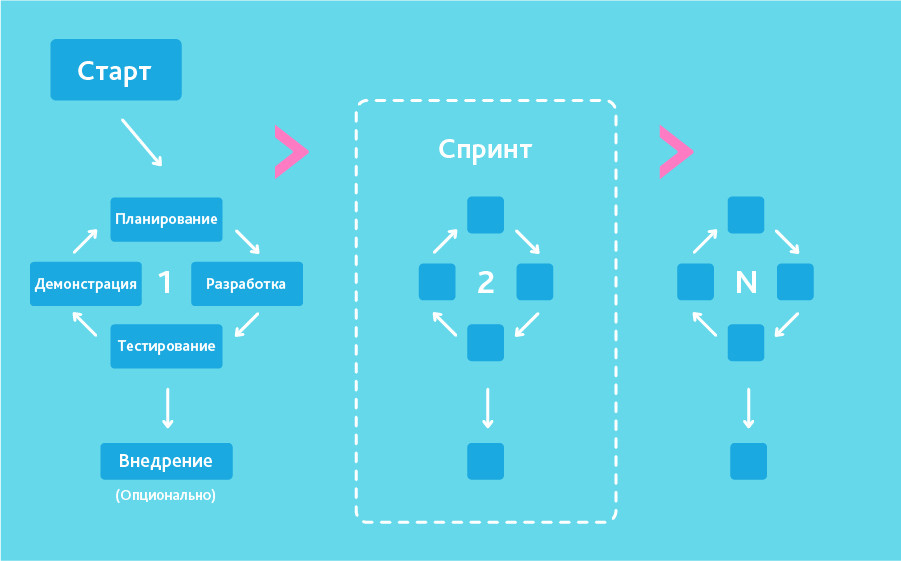 Старт
Спринт
Планирование
Демонстрация
1
Разработка
2
N
Тестирование
Внедрение
(Опционально)